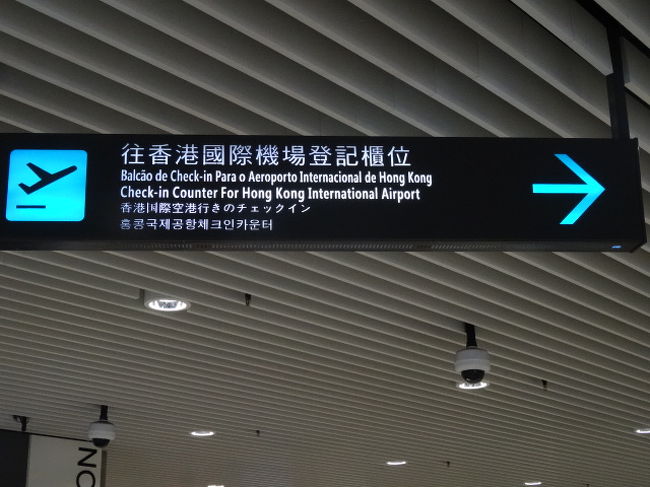 往香港國際機場登記櫃位
Balcão de Check-in Para o Aeroporto Internacional de Hong Kong
Check-in Counter For Hong Kong International Airport
香港国際空港行きのチェックイン
홍콩국제공항체크인카운터
NO